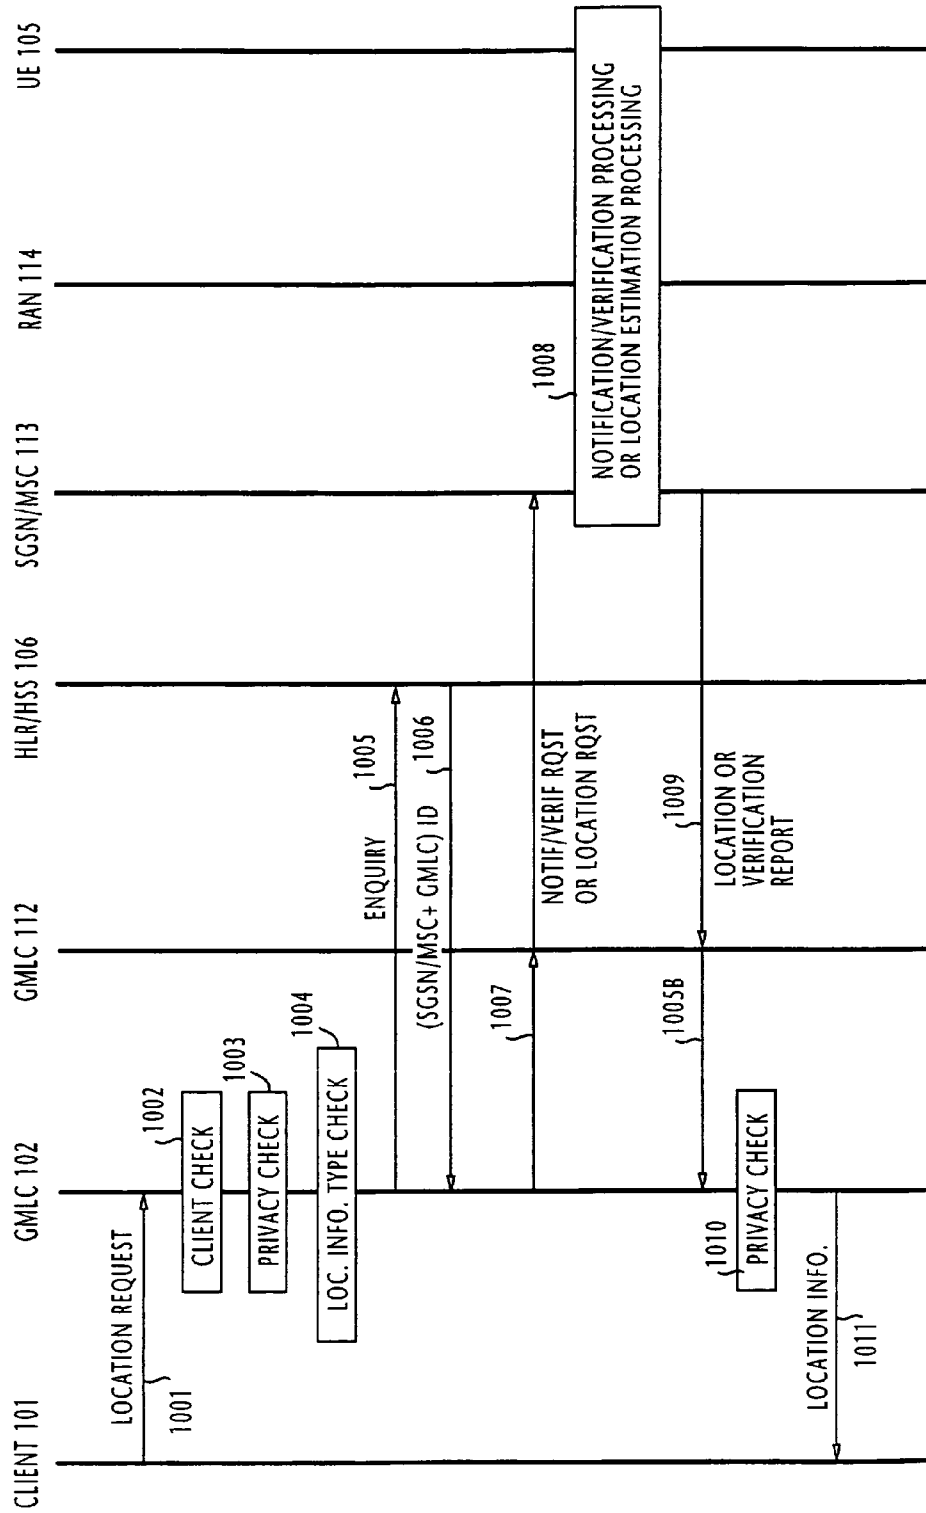 CLIENT 101
GMLC 102
GMLC 112
HLR/HSS 106
SGSN/MSC 113
RAN 114
UE 105
LOCATION REQUEST
1001
CLIENT CHECK
1002
PRIVACY CHECK
1003
LOC. INFO. TYPE CHECK
1004
ENQUIRY
1005
(SGSN/MSC+ GMLC) ID
1006
1007
NOTIF/VERIF RQST
OR LOCATION RQST
1008
NOTIFICATION/VERIFICATION PROCESSING
OR LOCATION ESTIMATION PROCESSING
1009
LOCATION OR
VERIFICATION
REPORT
1005B
1010
PRIVACY CHECK
LOCATION INFO.
1011